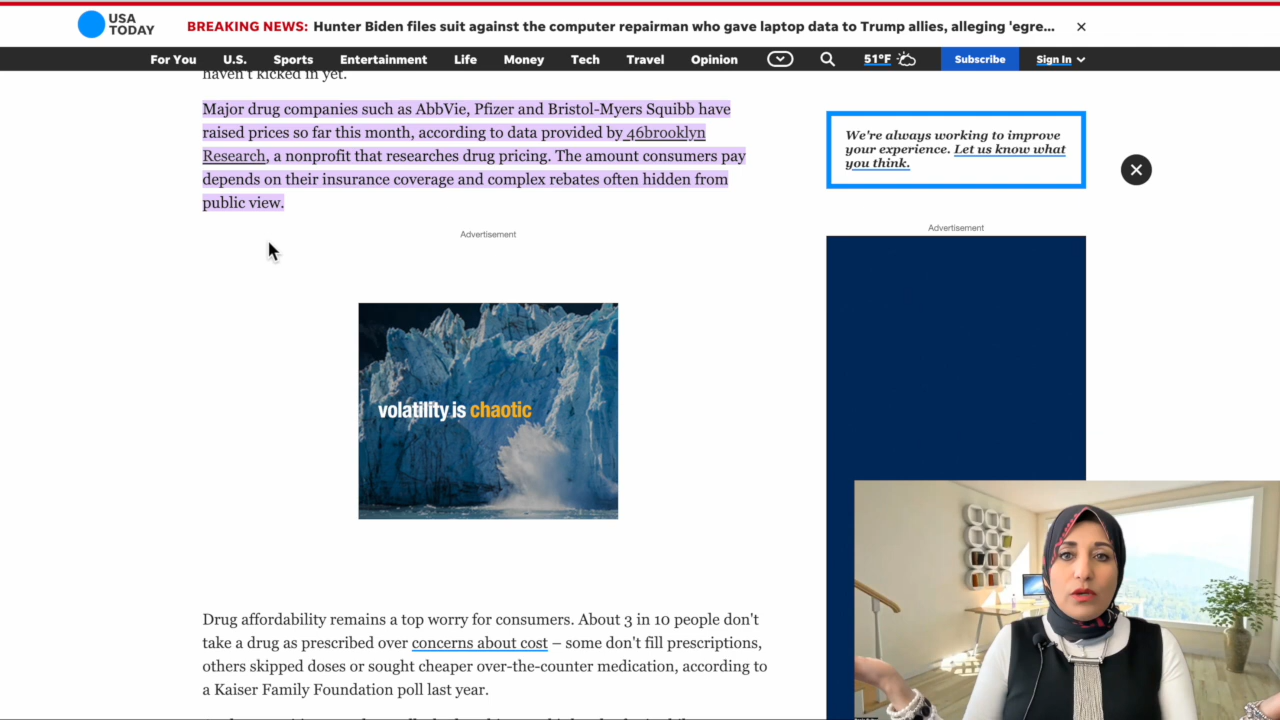 USA
TODAY
BREAKING NEWS: Hunter Biden files suit against the computer repairman who gave laptop data to Trump allies, alleging 'egre...
For You U.S. Sports Entertainment Life Money Tech Travel Opinion 51°F Subscribe Sign In
haven't kicked in yet.
Major drug companies such as AbbVie, Pfizer and Bristol-Myers Squibb have
raised prices so far this month, according to data provided by 46brooklyn
Research, a nonprofit that researches drug pricing. The amount consumers pay
depends on their insurance coverage and complex rebates often hidden from
public view.
We're always working to improve
your experience. Let us know what
you think.
Advertisement
Advertisement
volatility is chaotic
Drug affordability remains a top worry for consumers. About 3 in 10 people don't
take a drug as prescribed over concerns about cost – some don't fill prescriptions,
others skipped doses or sought cheaper over-the-counter medication, according to
a Kaiser Family Foundation poll last year.